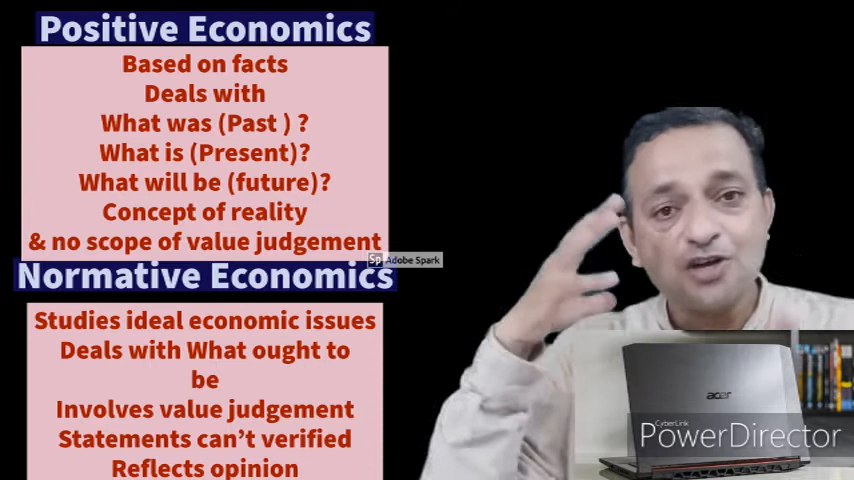 Positive Economics
Based on facts
Deals with
What was (Past ) ?
What is (Present)?
What will be (future)?
Concept of reality
& no scope of value judgement
Sp Adobe Spark
Normative Economics
Studies ideal economic issues
Deals with What ought to
be
Involves value judgement
Statements can't verified
Reflects opinion
acer
CyberLink
PowerDirector